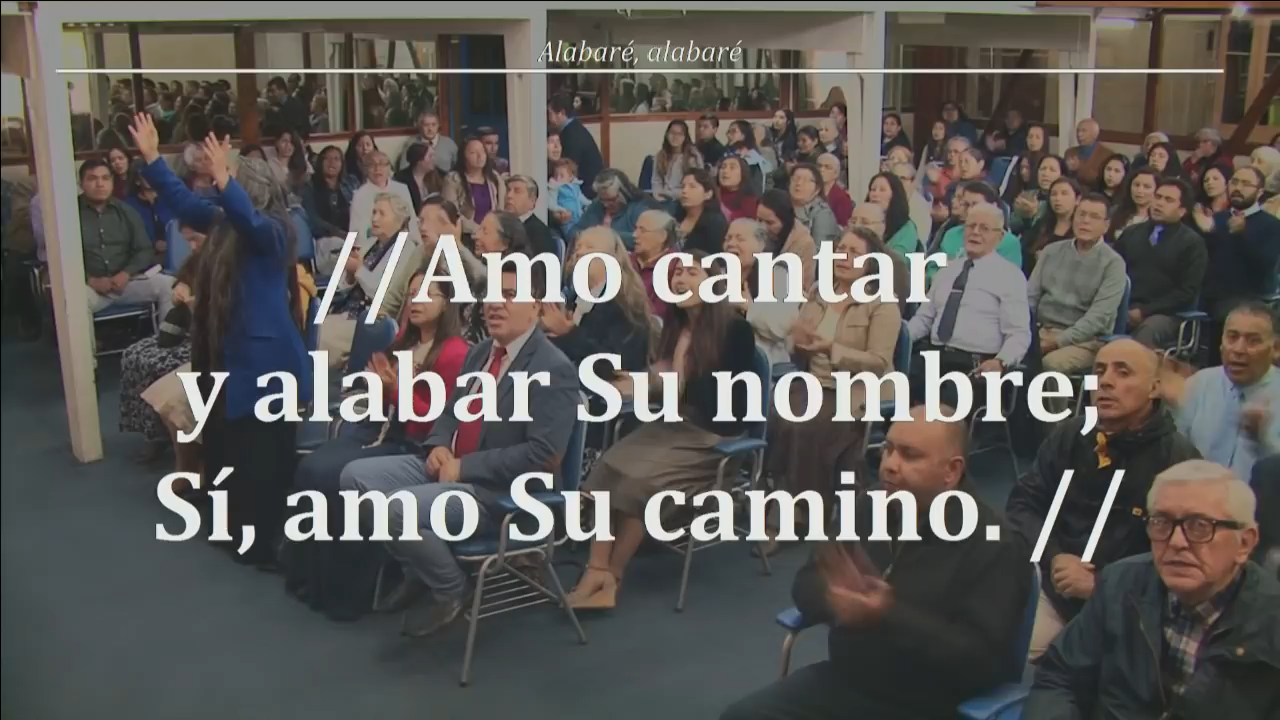 Alabaré, alabaré
//Amo cantar
y alabar Su nombre;
Sí, amo Su camino. //